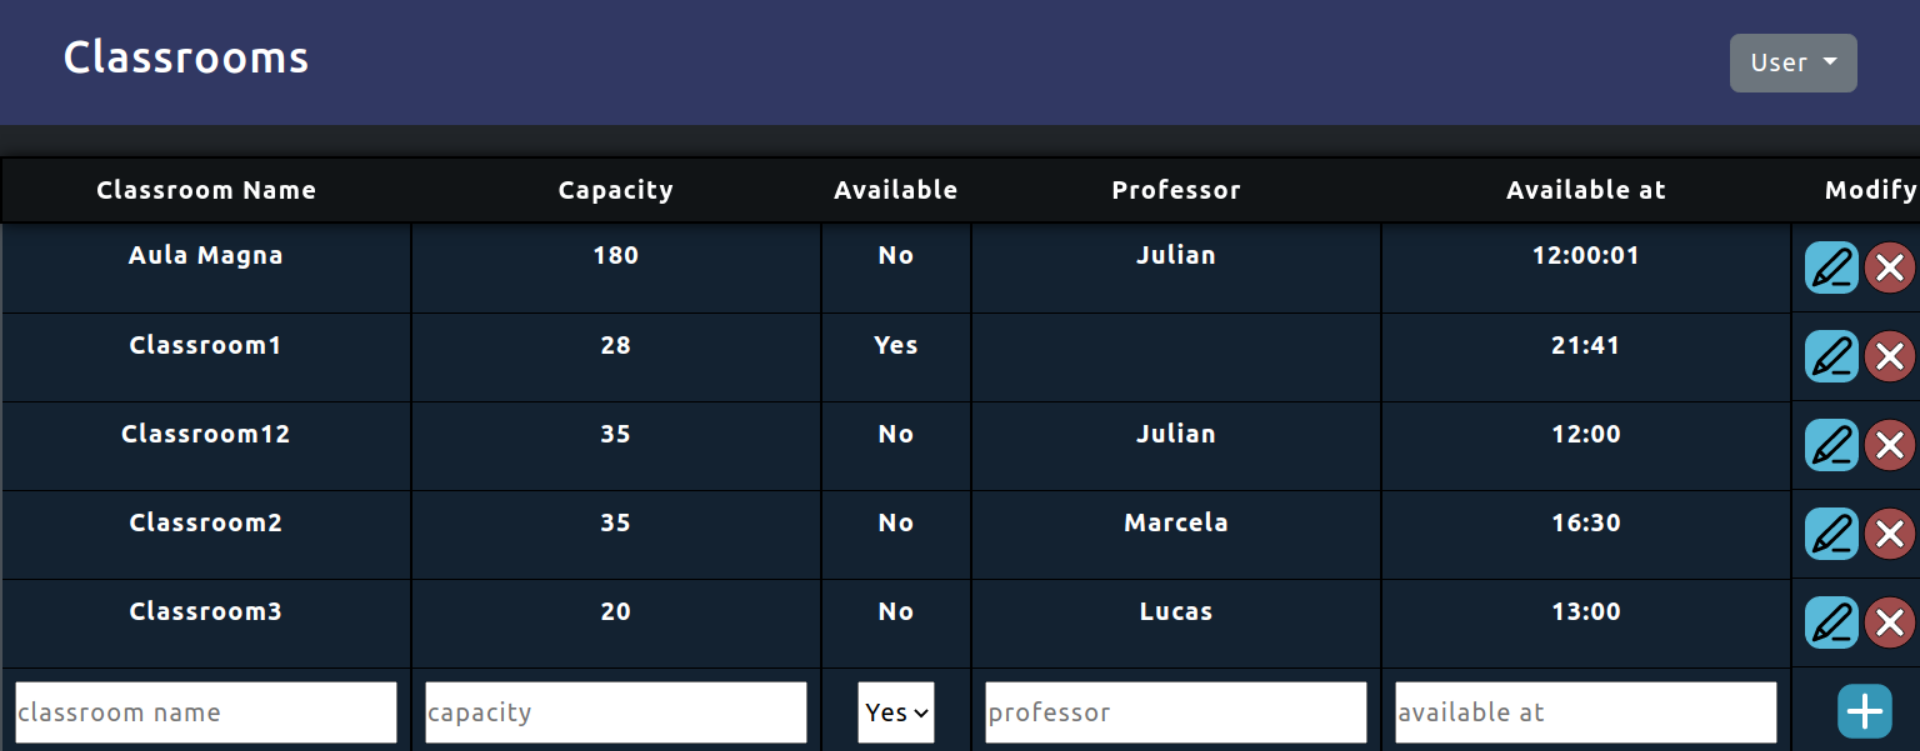 Classrooms
User
Classroom Name Capacity Available Professor Available at Modify
Aula Magna 180 No Julian 12:00:01
Classroom1 28 Yes 21:41
Classroom12 35 No Julian 12:00
Classroom2 35 No Marcela 16:30
Classroom3 20 No Lucas 13:00
classroom name capacity Yes professor available at